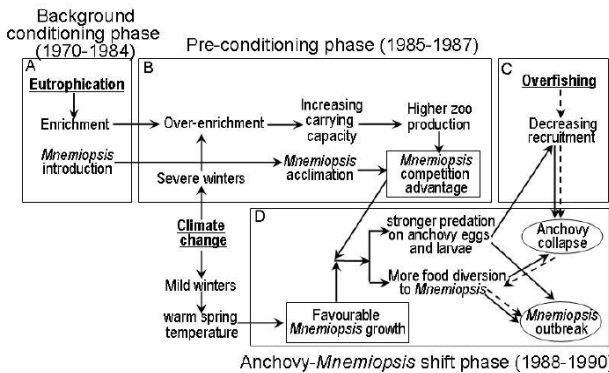 Background
conditioning phase
(1970-1984)
Pre-conditioning phase (1985-1987)
A
Eutrophication
Enrichment
Mnemiopsis
introduction
B
Over-enrichment
Increasing
carrying
capacity
Higher zoo
production
Severe winters
Mnemiopsis
acclimation
Mnemiopsis
competition
advantage
C
Overfishing
Decreasing
recruitment
Climate
change
Mild winters
warm spring
temperature
D
stronger predation
on anchovy eggs
and larvae
More food diversion
to Mnemiopsis
Favourable
Mnemiopsis growth
Anchovy
collapse
Mnemiopsis
outbreak
Anchovy-Mnemiopsis shift phase (1988-1990)